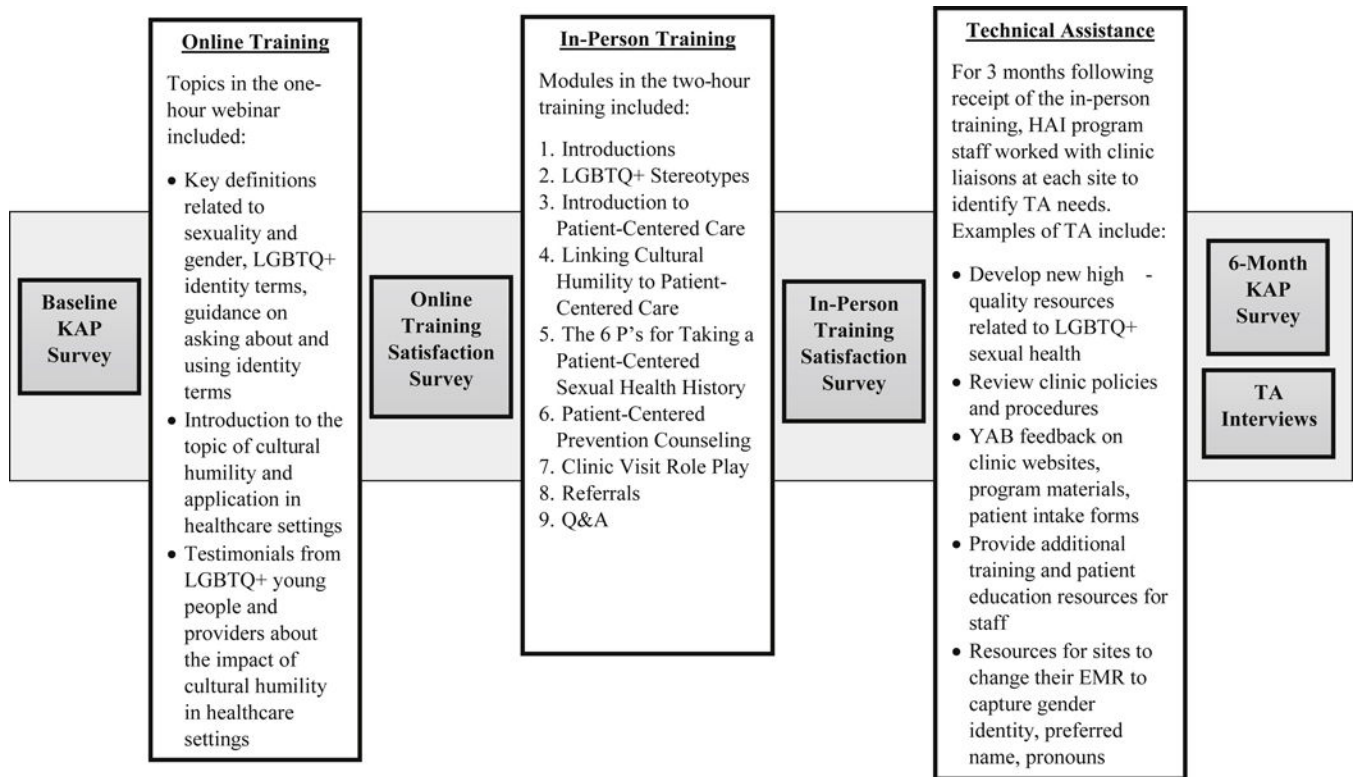 Baseline
KAP
Survey
Online Training
Topics in the one-
hour webinar
included:
• Key definitions
related to
sexuality and
gender, LGBTQ+
identity terms,
guidance on
asking about and
using identity
terms
• Introduction to the
topic of cultural
humility and
application in
healthcare settings
• Testimonials from
LGBTQ+ young
people and
providers about
the impact of
cultural humility
in healthcare
settings
Online
Training
Satisfaction
Survey
In-Person Training
Modules in the two-hour
training included:
1. Introductions
2. LGBTQ+ Stereotypes
3. Introduction to
Patient-Centered Care
4. Linking Cultural
Humility to Patient-
Centered Care
5. The 6 P’s for Taking a
Patient-Centered
Sexual Health History
6. Patient-Centered
Prevention Counseling
7. Clinic Visit Role Play
8. Referrals
9. Q&A
In-Person
Training
Satisfaction
Survey
Technical Assistance
For 3 months following
receipt of the in-person
training, HAI program
staff worked with clinic
liaisons at each site to
identify TA needs.
Examples of TA include:
• Develop new high -
quality resources
related to LGBTQ+
sexual health
• Review clinic policies
and procedures
• YAB feedback on
clinic websites,
program materials,
patient intake forms
• Provide additional
training and patient
education resources for
staff
• Resources for sites to
change their EMR to
capture gender
identity, preferred
name, pronouns
6-Month
KAP
Survey
TA
Interviews